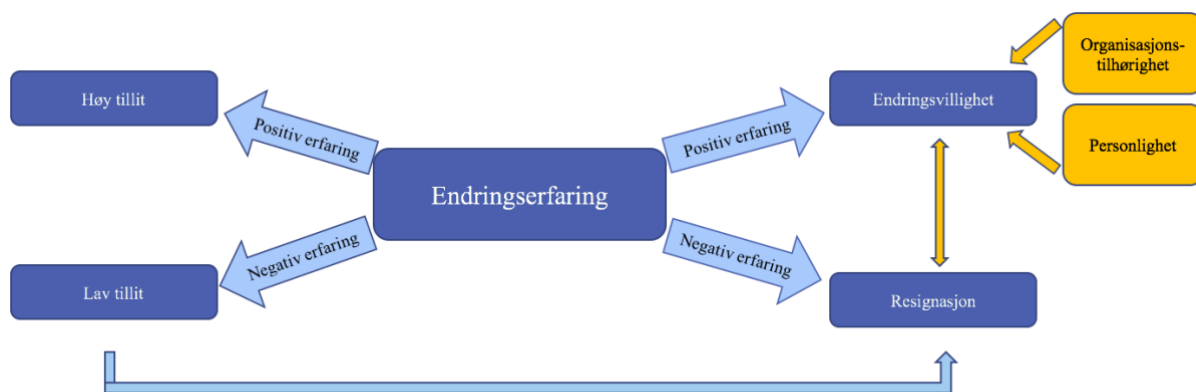 Organisasjons-
tilhørighet
Høy tillit
Endringsvillighet
Positiv erfaring
Positiv erfaring
Personlighet
Endringserfaring
Negativ erfaring
Negativ erfaring
Lav tillit
Resignasjon